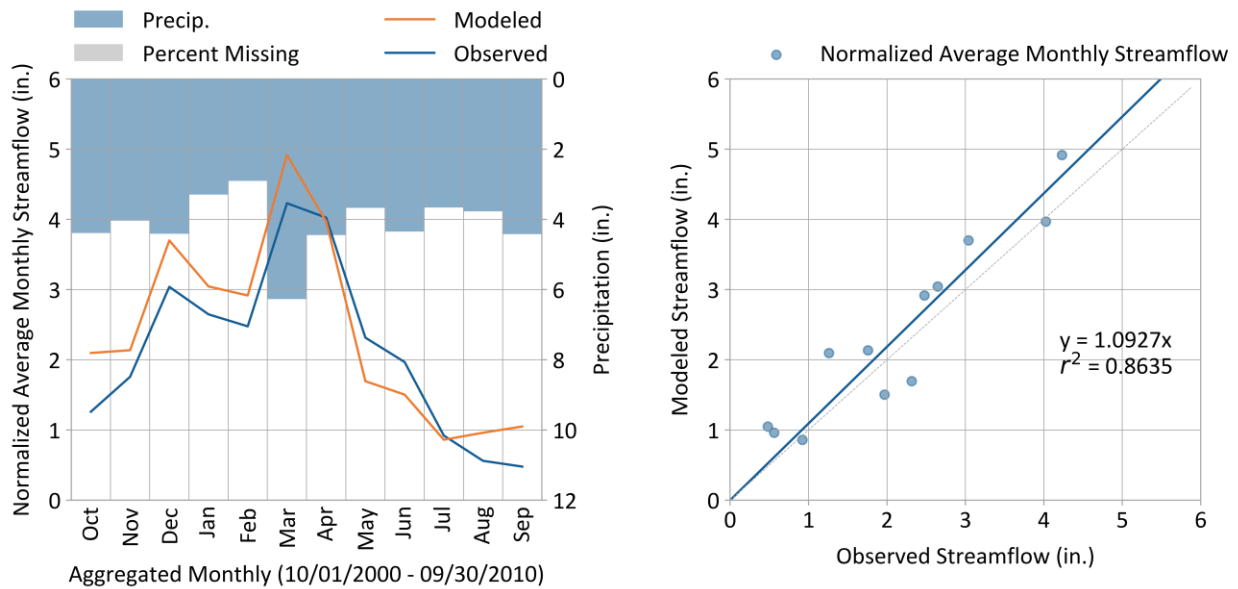 Precip.
Modeled
Percent Missing
Observed
Normalized Average Monthly Streamflow (in.)
6
5
4
3
2
1
0
0
2
4
6
8
10
12
Precipitation (in.)
Oct Nov Dec Jan Feb Mar Apr May Jun Jul Aug Sep
Aggregated Monthly (10/01/2000 - 09/30/2010)
Normalized Average Monthly Streamflow
Modeled Streamflow (in.)
6
5
4
3
2
1
0
y = 1.0927x
r² = 0.8635
0 1 2 3 4 5 6
Observed Streamflow (in.)